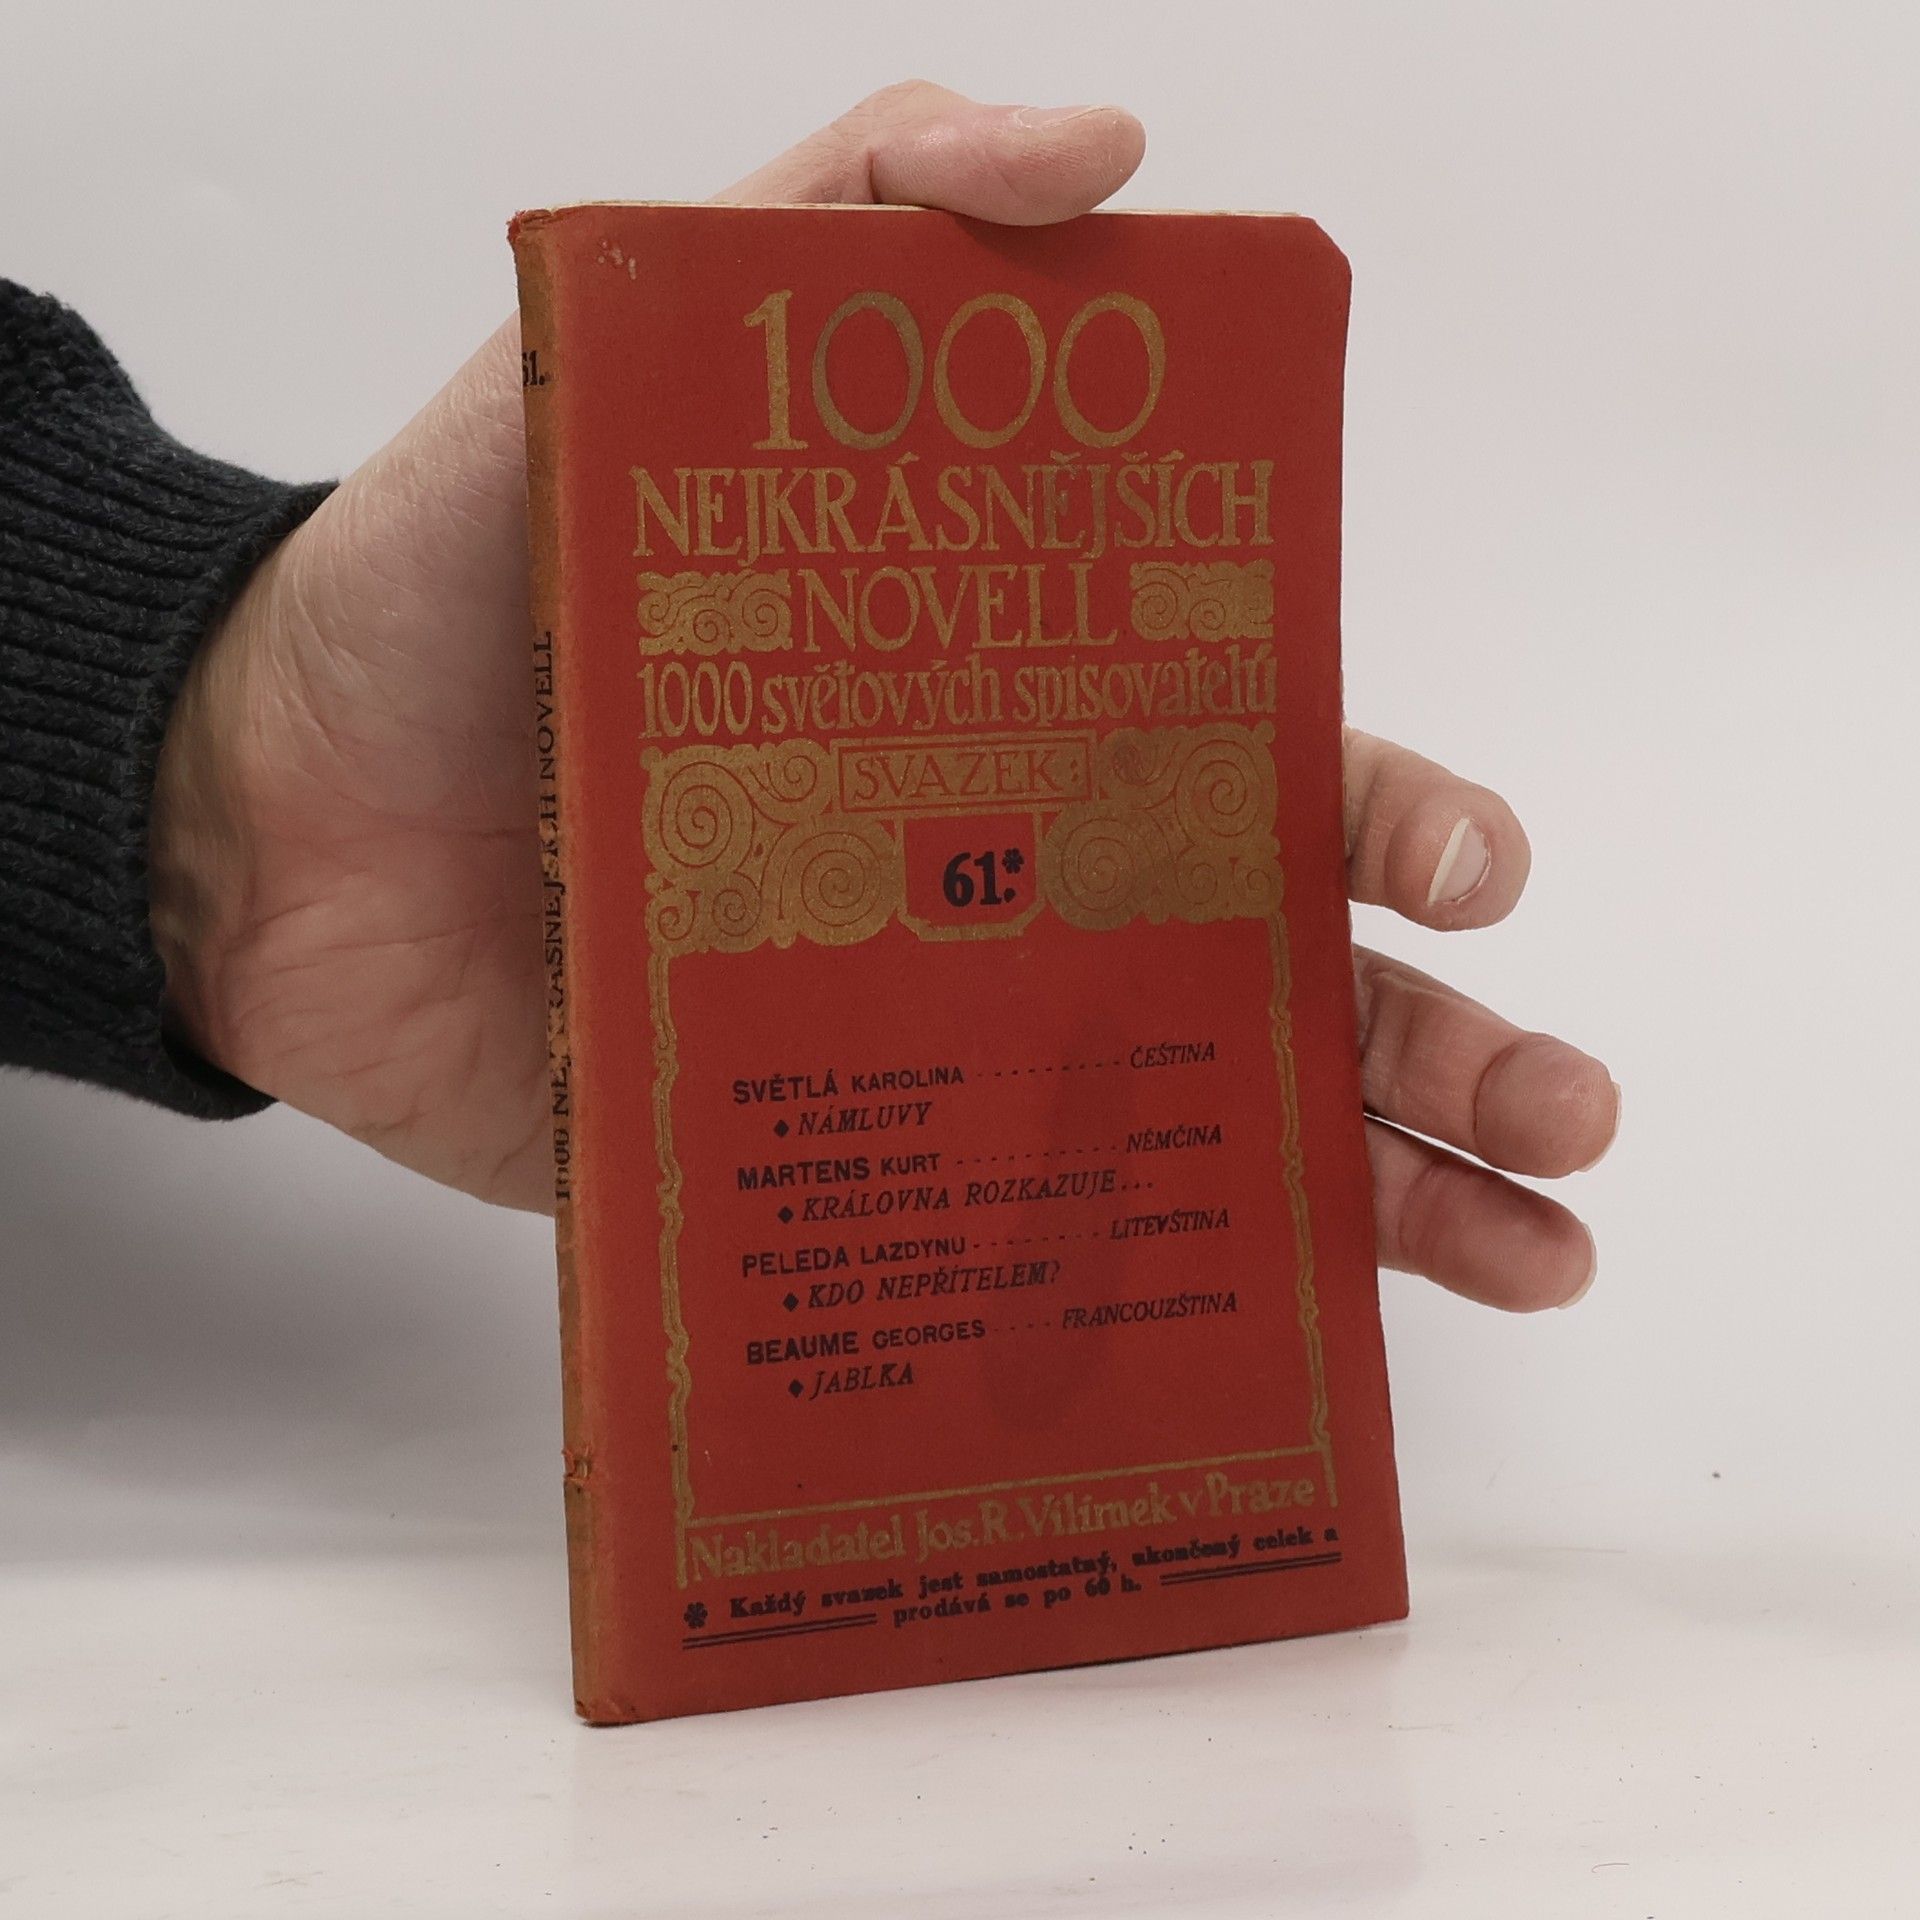 1000
NEJKRÁSNĚJŠÍCH
NOVELL
1000 světových spisovatelů
SVAZEK:
61.*
SVĚTLÁ KAROLINA - - - - - - - - - ČEŠTINA
◆ NÁMLUVY
MARTENS KURT - - - - - - - - - - NĚMČINA
◆ KRÁLOVNA ROZKAZUJE...
PELEDA LAZDYNU - - - - - - - - LITEVŠTINA
◆ KDO NEPŘÍTELEM?
BEAUME GEORGES - - - - FRANCOUZŠTINA
◆ JABLKA
Nakladatel Jos. R. Vilímek v Praze
* Každý svazek jest samostatný, ukončený celek a
prodává se po 60 h.
61.
1000 NEJKRÁSNĚJŠÍCH NOVELL